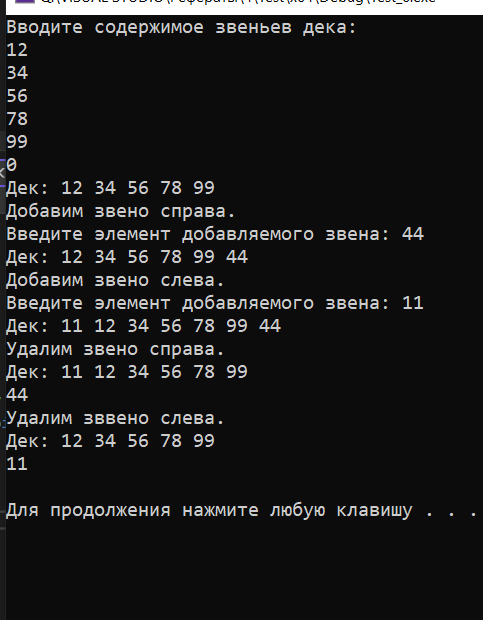 Вводите содержимое звеньев дека:
12
34
56
78
99
0
Дек: 12 34 56 78 99
Добавим звено справа.
Введите элемент добавляемого звена: 44
Дек: 12 34 56 78 99 44
Добавим звено слева.
Введите элемент добавляемого звена: 11
Дек: 11 12 34 56 78 99 44
Удалим звено справа.
Дек: 11 12 34 56 78 99
44
Удалим зввено слева.
Дек: 12 34 56 78 99
11
Для продолжения нажмите любую клавишу . . .